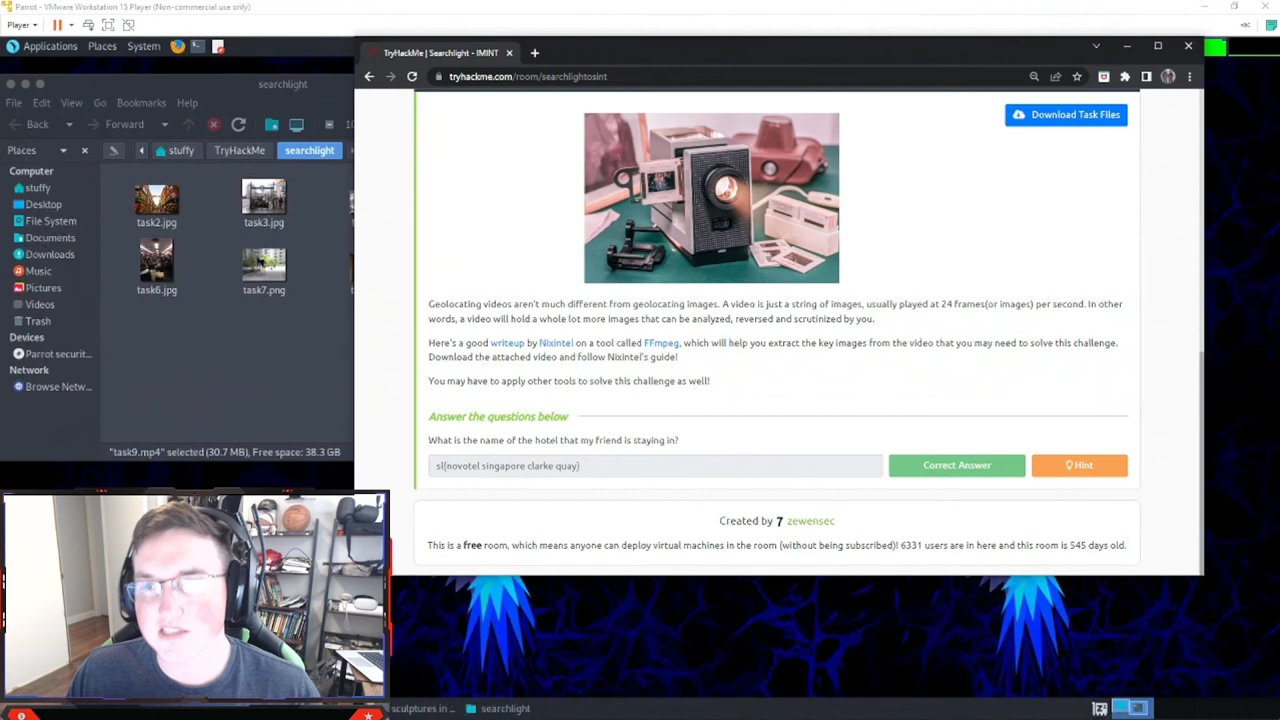 Parrot - VMware Workstation 15 Player (Non-commercial use only)
Player
Applications Places System
searchlight
File Edit View Go Bookmarks Help
Back Forward
Places
stuffy TryHackMe searchlight
Computer
stuffy
Desktop
File System
Documents
Downloads
Music
Pictures
Videos
Trash
Devices
Parrot securit...
Network
Browse Netw...
task2.jpg task3.jpg
task6.jpg task7.png
"task9.mp4" selected (30.7 MB), Free space: 38.3 GB
TryHackMe | Searchlight - IMINT
tryhackme.com/room/searchlightosint
Download Task Files
Geolocating videos aren't much different from geolocating images. A video is just a string of images, usually played at 24 frames(or images) per second. In other
words, a video will hold a whole lot more images that can be analyzed, reversed and scrutinized by you.
Here's a good writeup by Nixintel on a tool called FFmpeg, which will help you extract the key images from the video that you may need to solve this challenge.
Download the attached video and follow Nixintel's guide!
You may have to apply other tools to solve this challenge as well!
Answer the questions below
What is the name of the hotel that my friend is staying in?
sl{novotel singapore clarke quay}
Correct Answer
Hint
Created by 7 zewensec
This is a free room, which means anyone can deploy virtual machines in the room (without being subscribed)! 6331 users are in here and this room is 545 days old.
sculptures in ...
searchlight